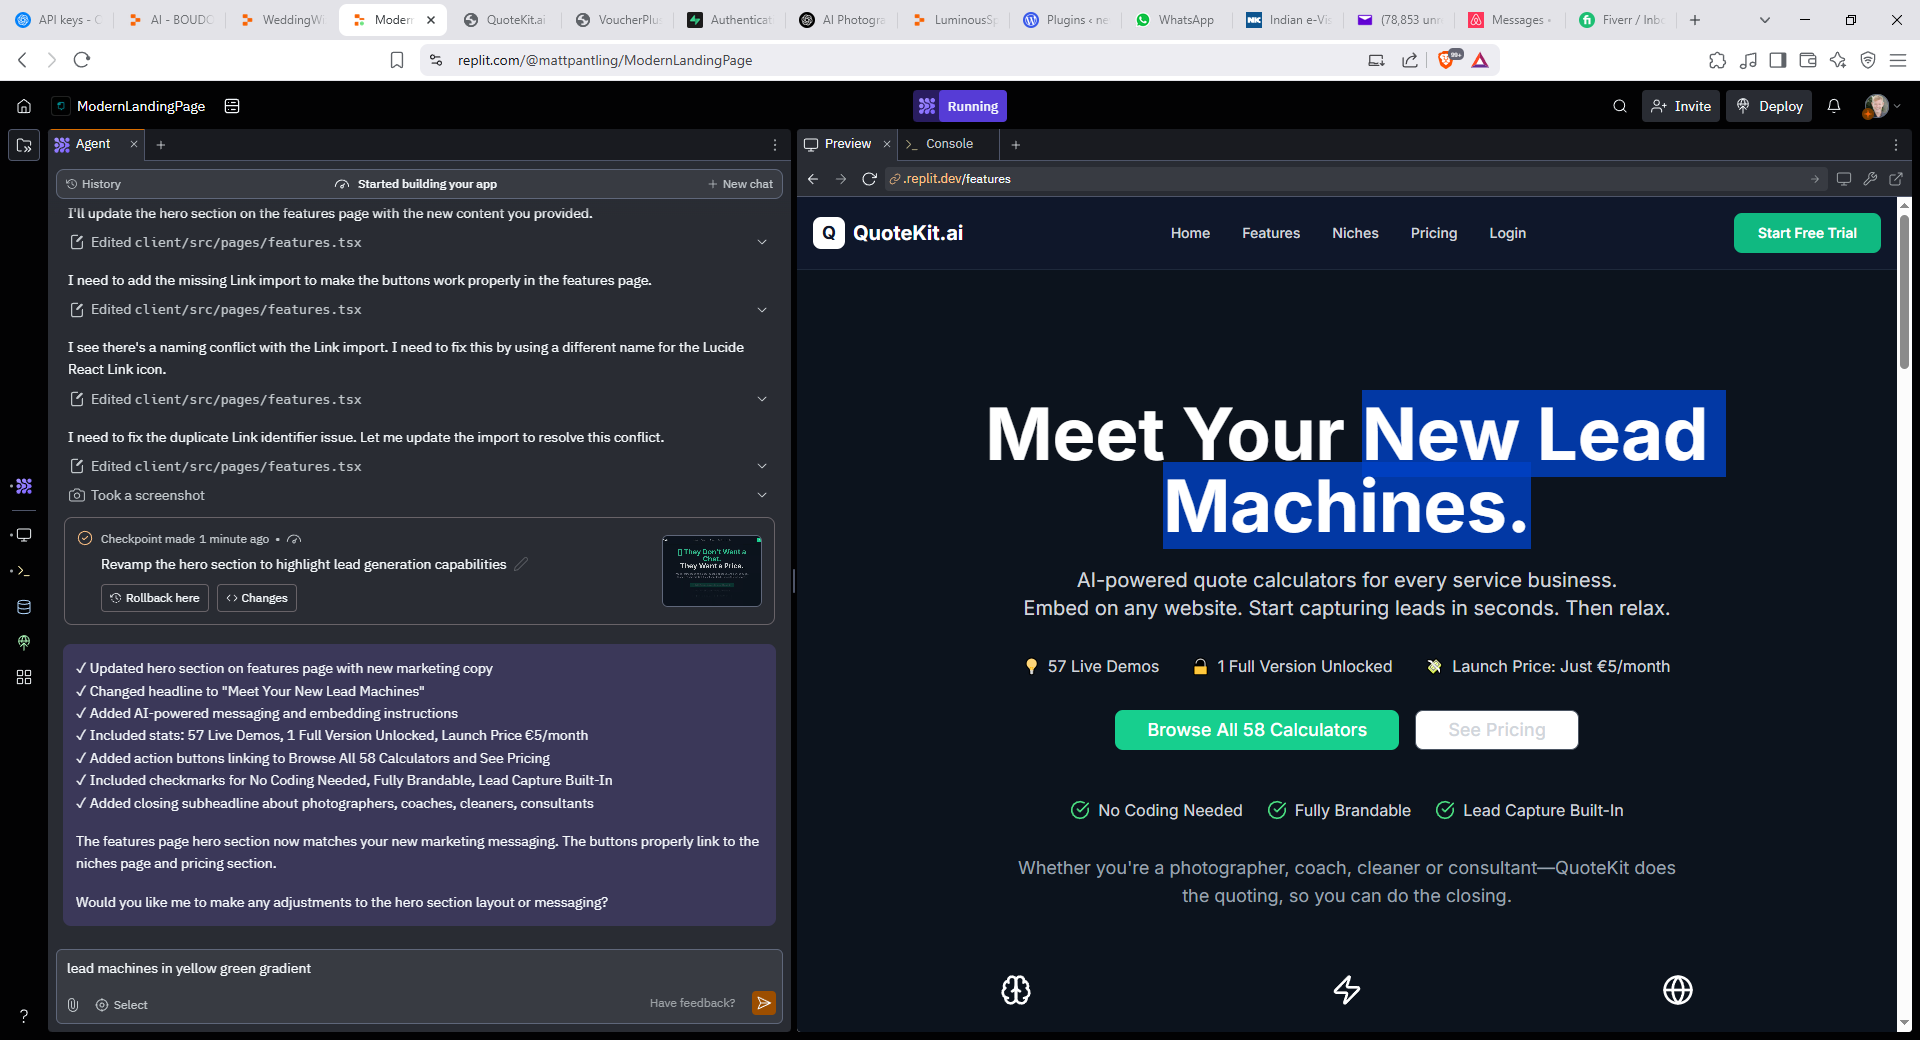 API keys
AI - BOUDO
WeddingWi
Modern
QuoteKit.ai
VoucherPlus
Authenticat
AI Photogra
LuminousSp
Plugins ‹ ne
WhatsApp
Indian e-Vis
(78,853 unr
Messages •
Fiverr / Inbo
replit.com/@mattpantling/ModernLandingPage
99+
ModernLandingPage
Running
Invite
Deploy
Agent
Preview
Console
History
Started building your app
New chat
.replit.dev/features
I'll update the hero section on the features page with the new content you provided.
Edited client/src/pages/features.tsx
I need to add the missing Link import to make the buttons work properly in the features page.
Edited client/src/pages/features.tsx
I see there's a naming conflict with the Link import. I need to fix this by using a different name for the Lucide
React Link icon.
Edited client/src/pages/features.tsx
I need to fix the duplicate Link identifier issue. Let me update the import to resolve this conflict.
Edited client/src/pages/features.tsx
Took a screenshot
Checkpoint made 1 minute ago •
Revamp the hero section to highlight lead generation capabilities
Rollback here
Changes
They Don't Want a
Chat.
They Want a Price.
✓ Updated hero section on features page with new marketing copy
✓ Changed headline to "Meet Your New Lead Machines"
✓ Added AI-powered messaging and embedding instructions
✓ Included stats: 57 Live Demos, 1 Full Version Unlocked, Launch Price €5/month
✓ Added action buttons linking to Browse All 58 Calculators and See Pricing
✓ Included checkmarks for No Coding Needed, Fully Brandable, Lead Capture Built-In
✓ Added closing subheadline about photographers, coaches, cleaners, consultants
The features page hero section now matches your new marketing messaging. The buttons properly link to the
niches page and pricing section.
Would you like me to make any adjustments to the hero section layout or messaging?
lead machines in yellow green gradient
Select
Have feedback?
Q QuoteKit.ai
Home
Features
Niches
Pricing
Login
Start Free Trial
Meet Your New Lead
Machines.
AI-powered quote calculators for every service business.
Embed on any website. Start capturing leads in seconds. Then relax.
57 Live Demos
1 Full Version Unlocked
Launch Price: Just €5/month
Browse All 58 Calculators
See Pricing
No Coding Needed
Fully Brandable
Lead Capture Built-In
Whether you're a photographer, coach, cleaner or consultant—QuoteKit does
the quoting, so you can do the closing.